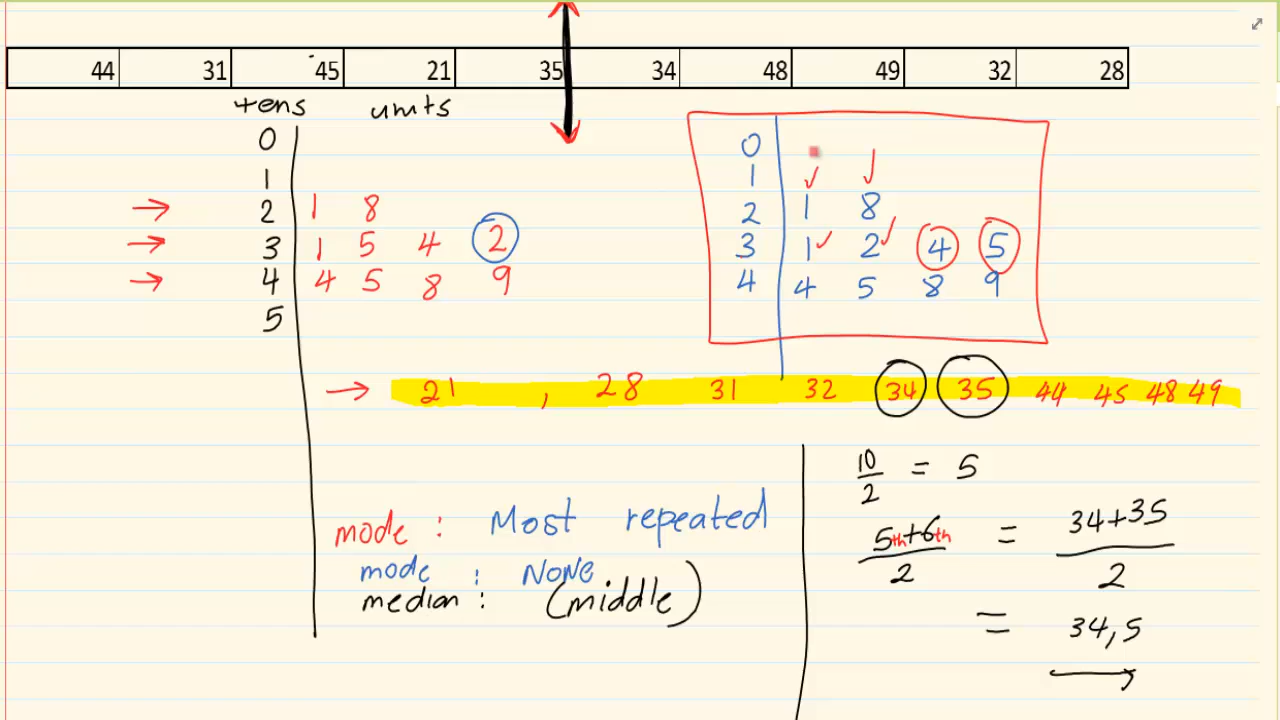 44 31 45 21 35 34 48 49 32 28
tens units
0
1
2 1 8
3 1 5 4 2
4 4 5 8 9
5
0
1
2 1 8
3 1 2 4 5
4 4 5 8 9
→ 21 , 28 31 32 34 35 44 45 48 49
mode : Most repeated
mode : NONE
median : (middle)
10/2 = 5
5th+6th/2 = 34+35/2
= 34,5